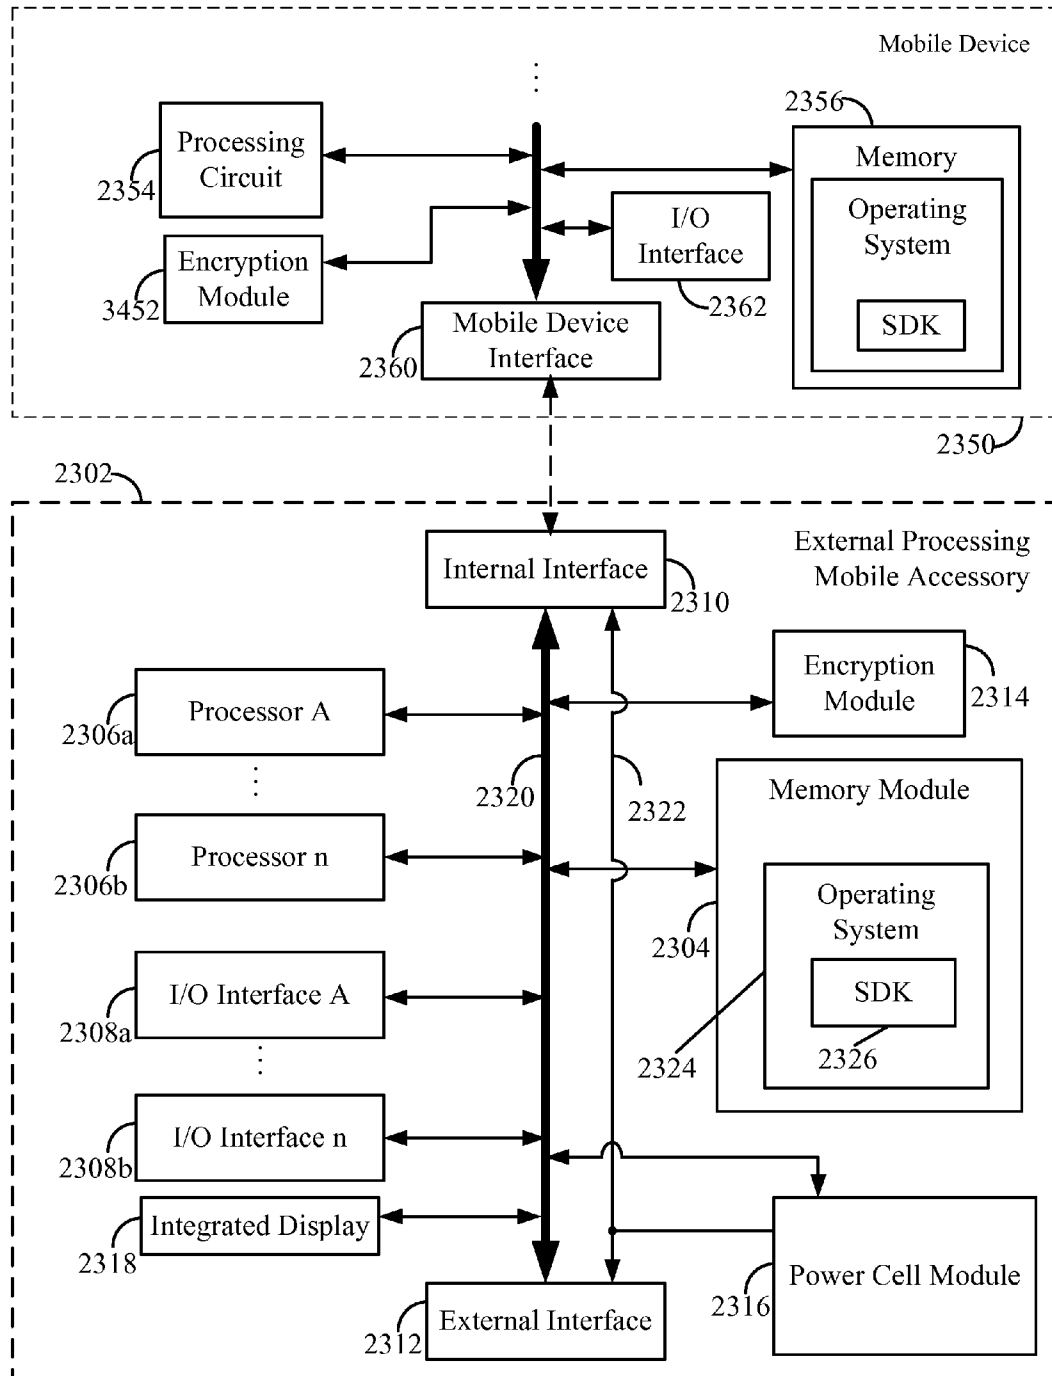 Mobile Device
2356
Processing
Circuit
2354
Memory
Operating
System
SDK
I/O
Interface
2362
Encryption
Module
3452
Mobile Device
Interface
2360
2350
2302
External Processing
Mobile Accessory
Internal Interface
2310
Encryption
Module
2314
Processor A
2306a
2320
2322
Memory Module
Processor n
2306b
Operating
System
2304
SDK
2326
2324
I/O Interface A
2308a
I/O Interface n
2308b
Integrated Display
2318
Power Cell Module
2316
External Interface
2312